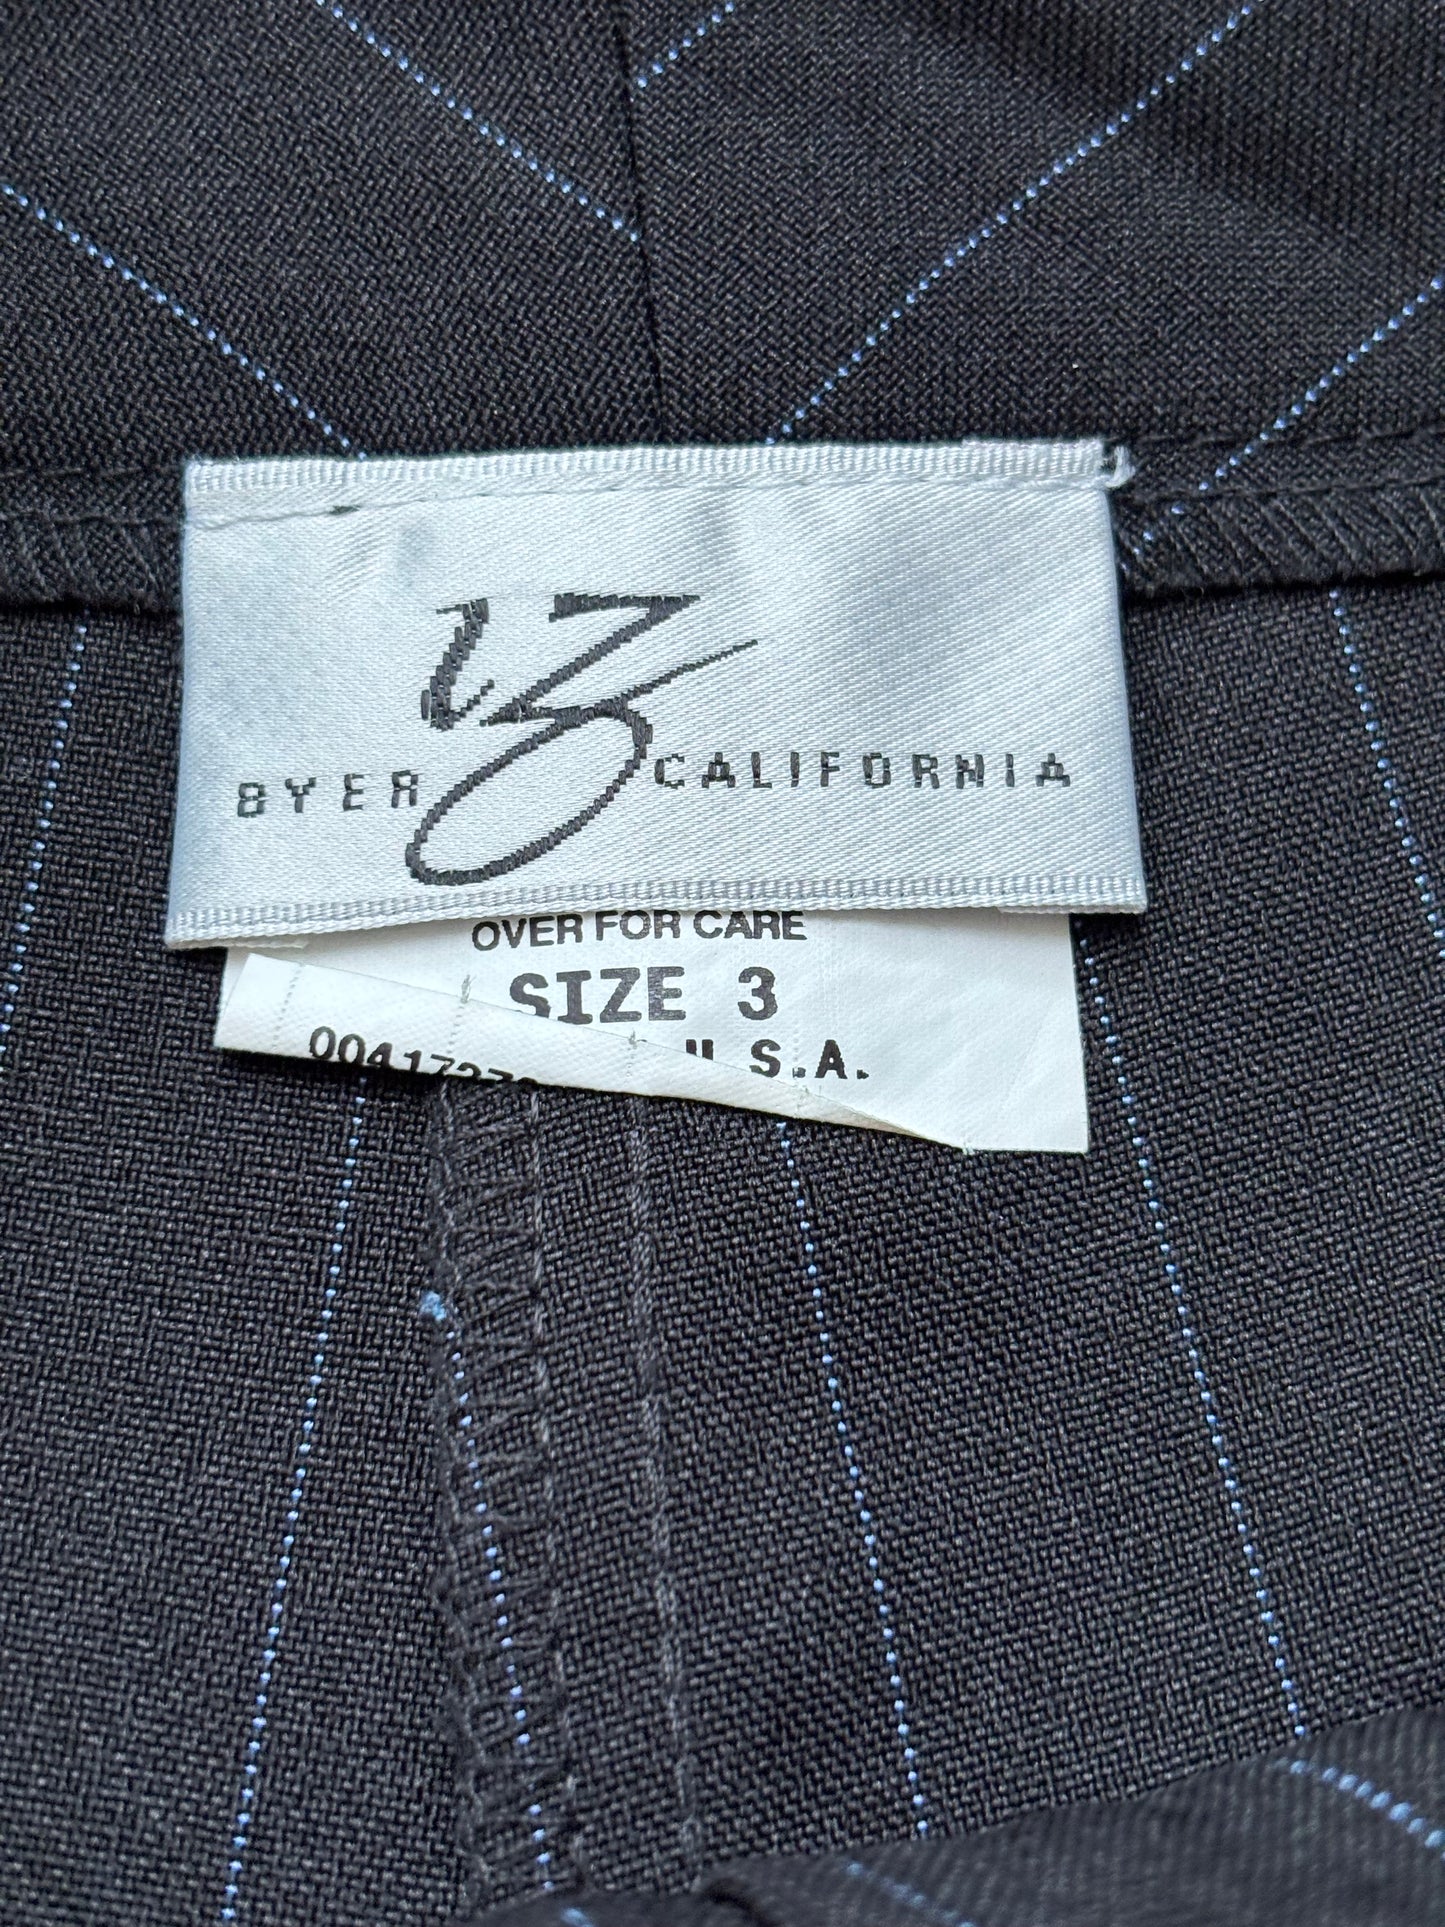 BYER CALIFORNIA
OVER FOR CARE
SIZE 3
U.S.A.